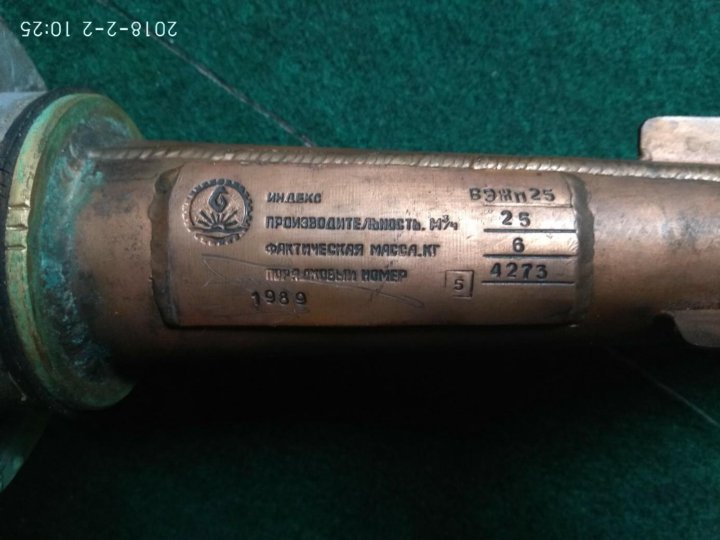 2018-2-2 10:25
ИНДЕКС ВЭЖп25
ПРОИЗВОДИТЕЛЬНОСТЬ. М³/Ч 25
ФАКТИЧЕСКАЯ МАССА. КГ 6
ПОРЯДКОВЫЙ НОМЕР 5 4273
1989